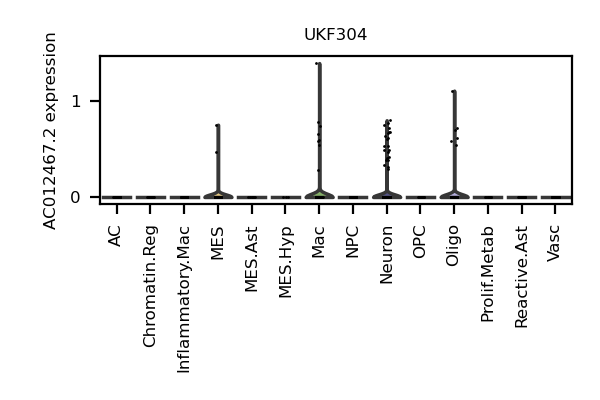 UKF304
AC012467.2 expression
1
0
AC
Chromatin.Reg
Inflammatory.Mac
MES
MES.Ast
MES.Hyp
Mac
NPC
Neuron
OPC
Oligo
Prolif.Metab
Reactive.Ast
Vasc